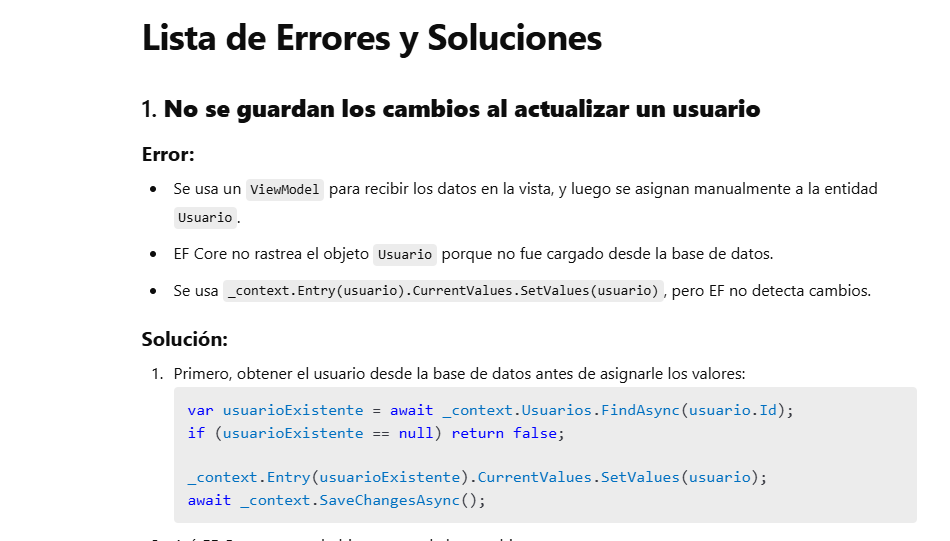 Lista de Errores y Soluciones
1. No se guardan los cambios al actualizar un usuario
Error:
• Se usa un ViewModel para recibir los datos en la vista, y luego se asignan manualmente a la entidad
Usuario.
• EF Core no rastrea el objeto Usuario porque no fue cargado desde la base de datos.
• Se usa _context.Entry(usuario).CurrentValues.SetValues(usuario), pero EF no detecta cambios.
Solución:
1. Primero, obtener el usuario desde la base de datos antes de asignarle los valores:
var usuarioExistente = await _context.Usuarios.FindAsync(usuario.Id);
if (usuarioExistente == null) return false;
_context.Entry(usuarioExistente).CurrentValues.SetValues(usuario);
await _context.SaveChangesAsync();